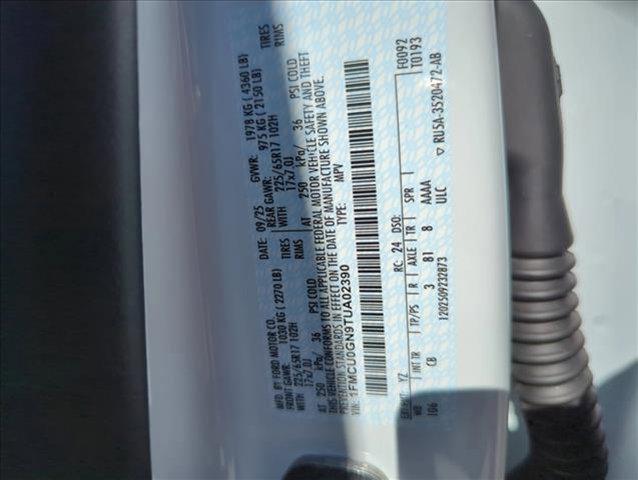 MFD. BY FORD MOTOR CO. DATE: 09/25 GVWR: 1978 KG ( 4360 LB)
FRONT GAWR: 1030 KG ( 2270 LB) REAR GAWR: 975 KG ( 2150 LB)
WITH 225/65R17 102H TIRES WITH 225/65R17 102H TIRES
17x7.0J RIMS 17x7.0J RIMS
AT 250 kPa/ 36 PSI COLD AT 250 kPa/ 36 PSI COLD
THIS VEHICLE CONFORMS TO ALL APPLICABLE FEDERAL MOTOR VEHICLE SAFETY AND THEFT
PREVENTION STANDARDS IN EFFECT ON THE DATE OF MANUFACTURE SHOWN ABOVE.
VIN: 1FMCU0GN9TUA02390 TYPE: MPV
EXT PNT: YZ RC: 24 DSO: F0092
WB INT TR TP/PS R AXLE TR SPR T0193
106 CB 3 81 8 AAAA
ULC
1202509232873 ▽ RU5A-3520472-AB